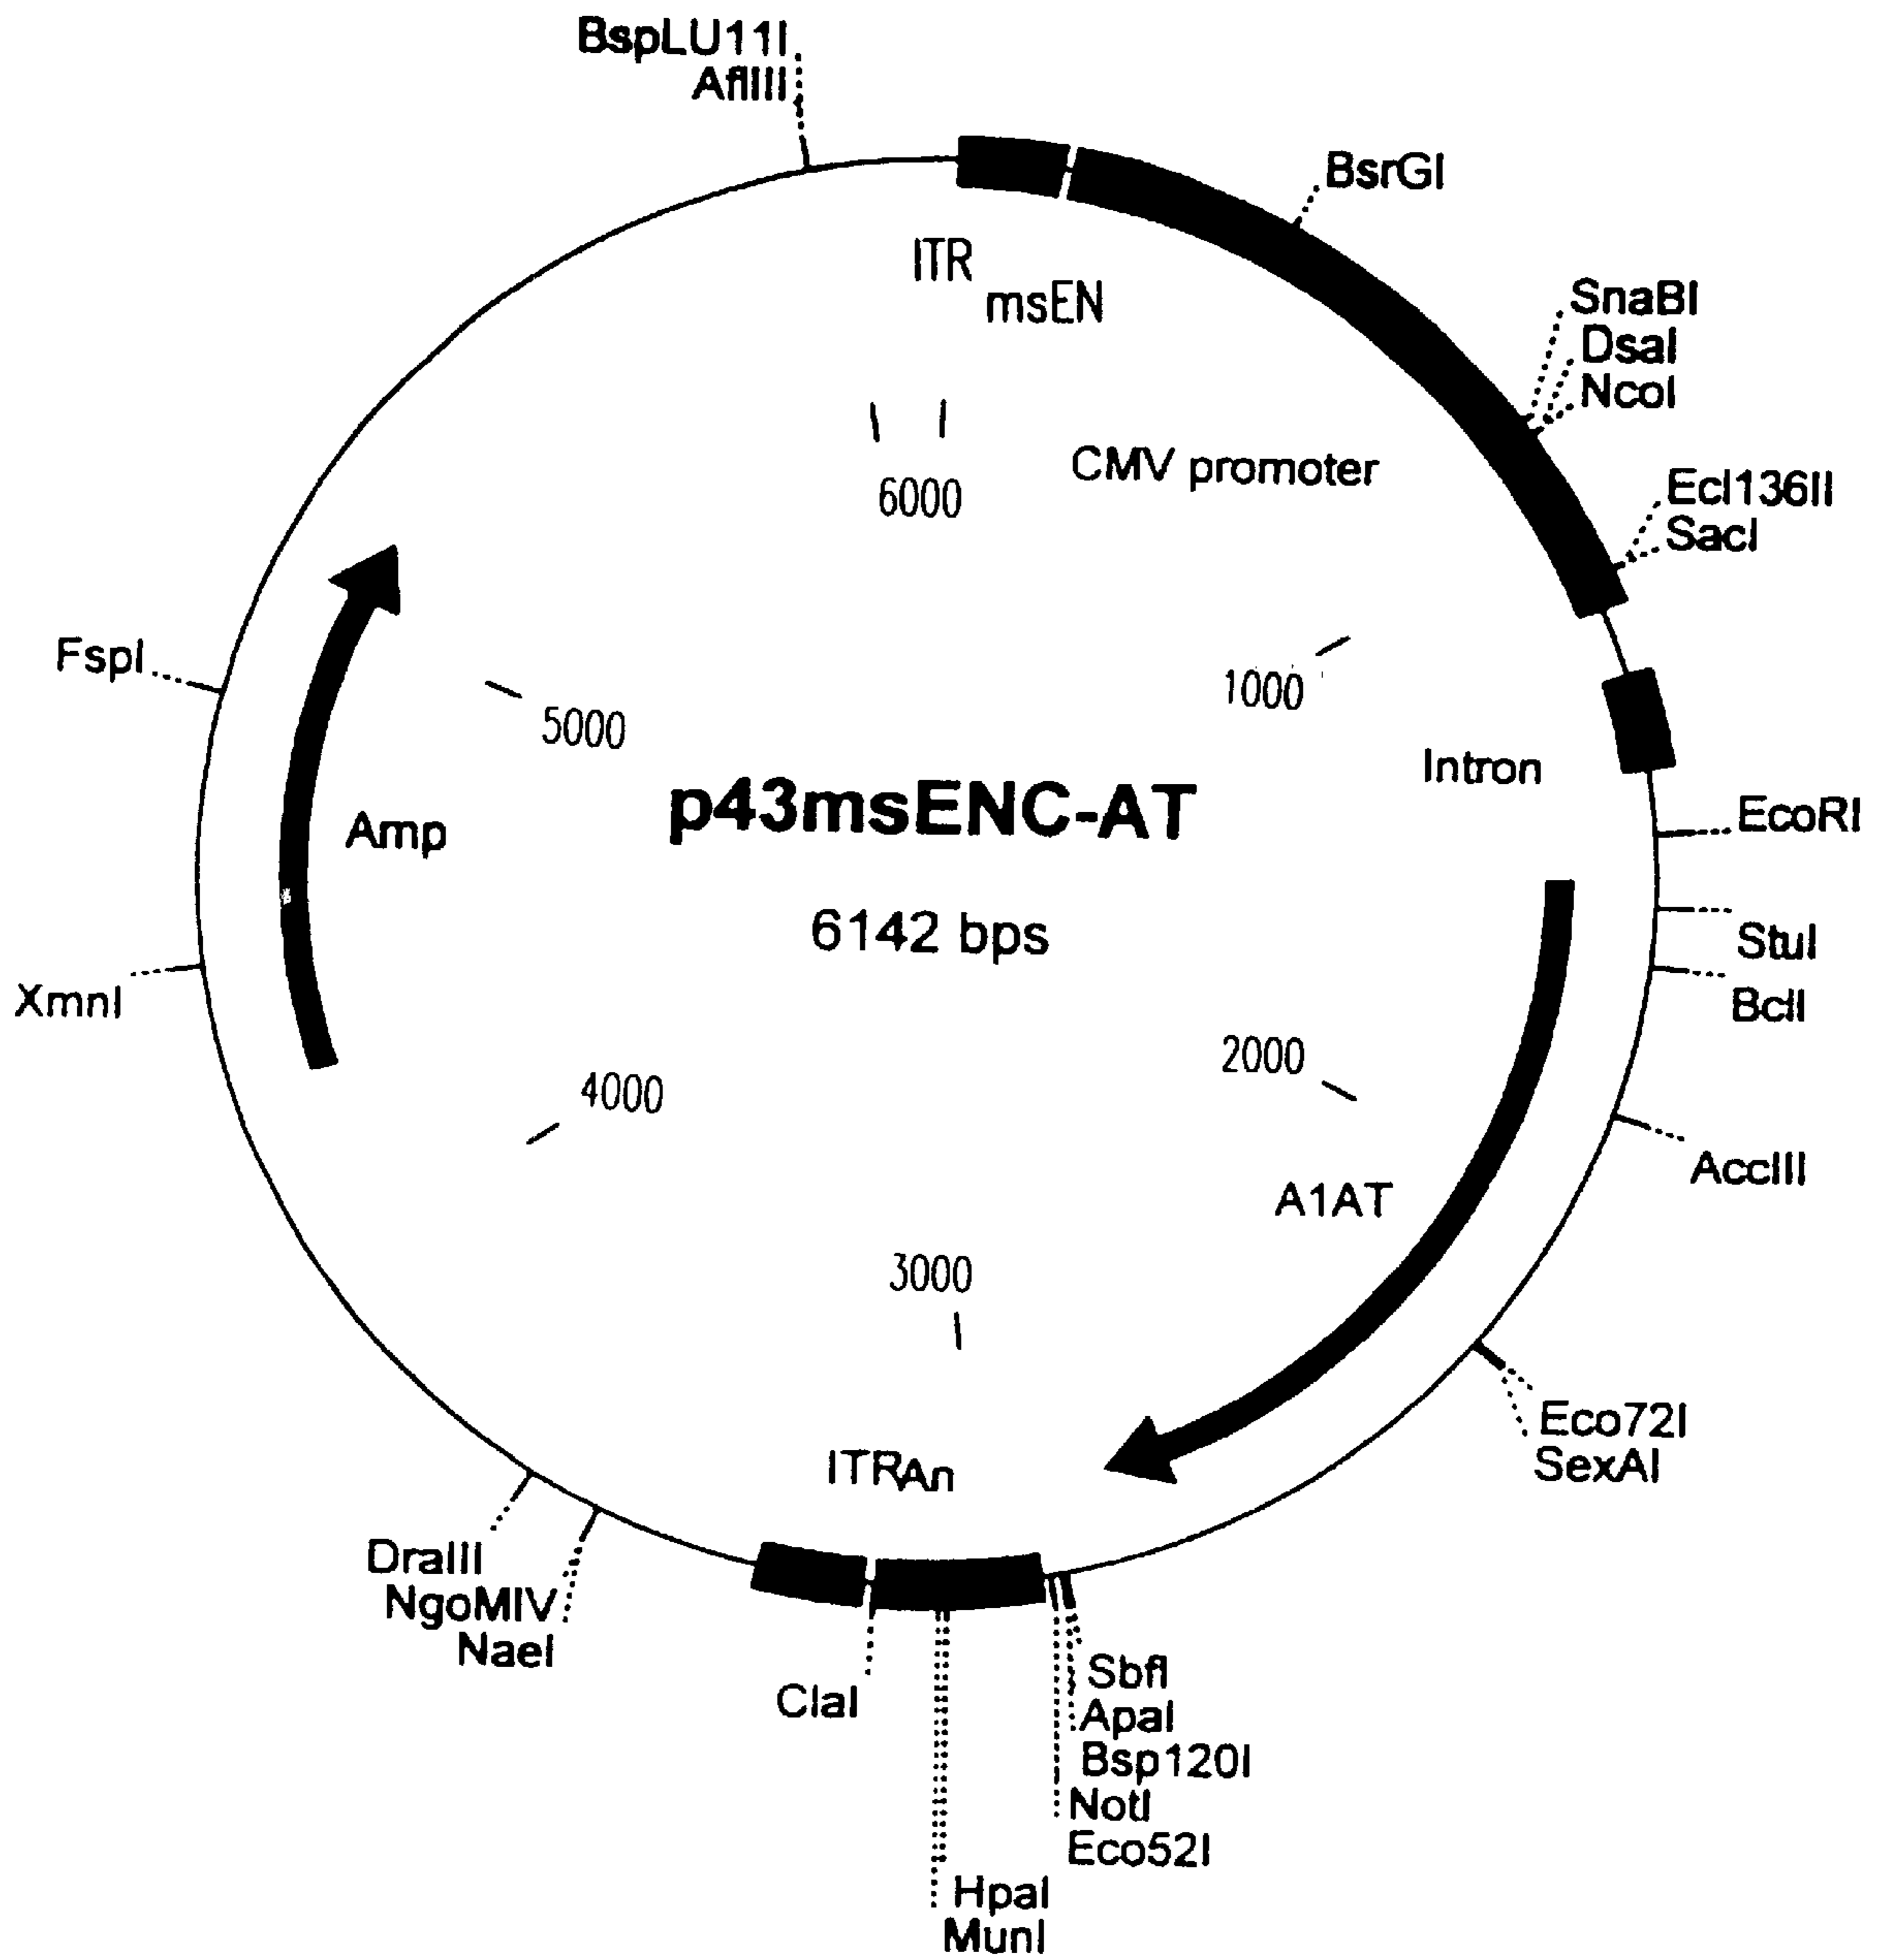 BspLU11I
AflIII
BsrGI
ITR
msEN
SnaBI
DsaI
NcoI
CMV promoter
6000
Ecl136II
SacI
FspI
1000
5000
Intron
p43msENC-AT
EcoRI
Amp
6142 bps
StuI
XmnI
BclI
2000
4000
AccIII
A1AT
3000
Eco72I
SexAI
ITR
An
DraIII
NgoMIV
NaeI
ClaI
SbfI
ApaI
Bsp120I
NotI
Eco52I
HpaI
MunI